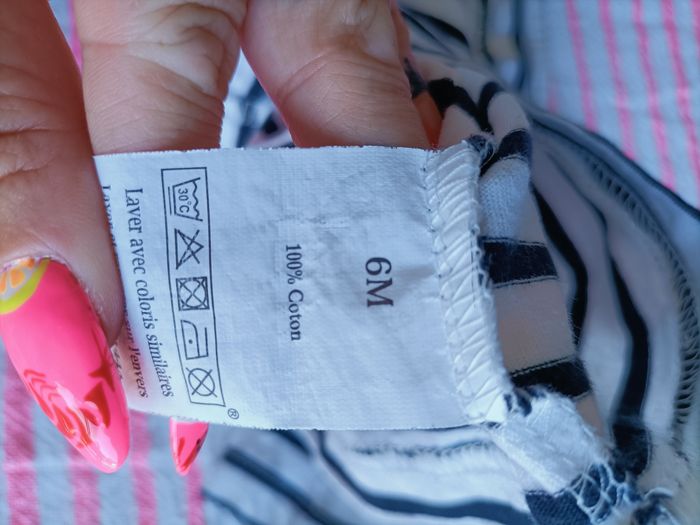 6M
100% Coton
30°C
®
Laver avec coloris similaires
l'envers